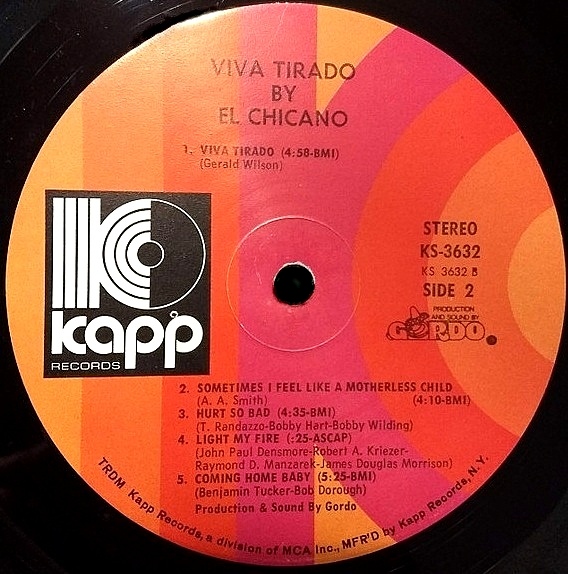 VIVA TIRADO
BY
EL CHICANO
1. VIVA TIRADO (4:58-BMI)
(Gerald Wilson)
kapp
RECORDS
STEREO
KS-3632
KS 3632 B
SIDE 2
PRODUCTION
AND SOUND BY
GORDO.
2. SOMETIMES I FEEL LIKE A MOTHERLESS CHILD
(A. A. Smith) (4:10-BMI)
3. HURT SO BAD (4:35-BMI)
(T. Randazzo-Bobby Hart-Bobby Wilding)
4. LIGHT MY FIRE (:25-ASCAP)
(John Paul Densmore-Robert A. Kriezer-
Raymond D. Manzarek-James Douglas Morrison)
5. COMING HOME BABY (5:25-BMI)
(Benjamin Tucker-Bob Dorough)
Production & Sound By Gordo
TRDM Kapp Records, a division of MCA Inc., MFR'D by Kapp Records, N. Y.